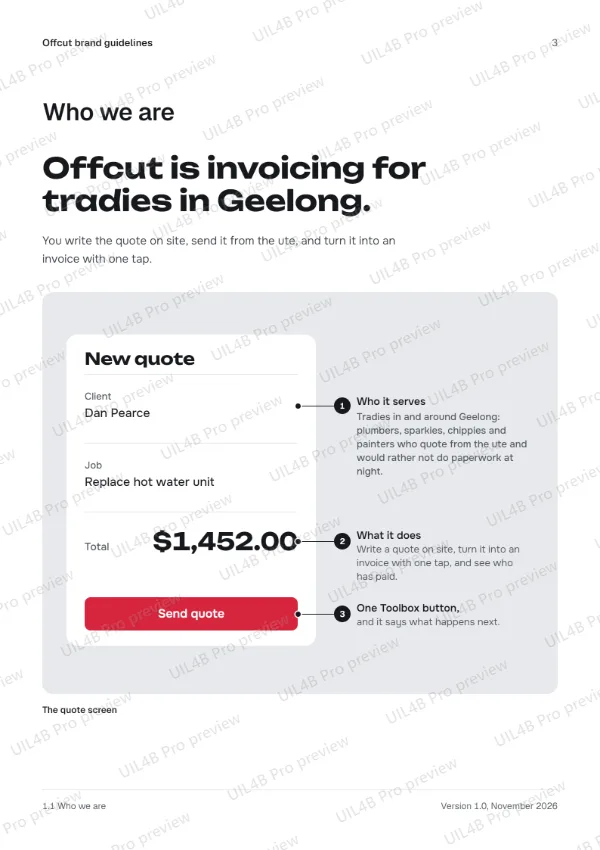 Offcut brand guidelines
3
Who we are
Offcut is invoicing for
tradies in Geelong.
You write the quote on site, send it from the ute, and turn it into an
invoice with one tap.
New quote
Client
Dan Pearce
Job
Replace hot water unit
Total
$1,452.00
Send quote
1
Who it serves
Tradies in and around Geelong:
plumbers, sparkies, chippies and
painters who quote from the ute and
would rather not do paperwork at
night.
2
What it does
Write a quote on site, turn it into an
invoice with one tap, and see who
has paid.
3
One Toolbox button,
and it says what happens next.
The quote screen
1.1 Who we are
Version 1.0, November 2026
UIL4B Pro preview